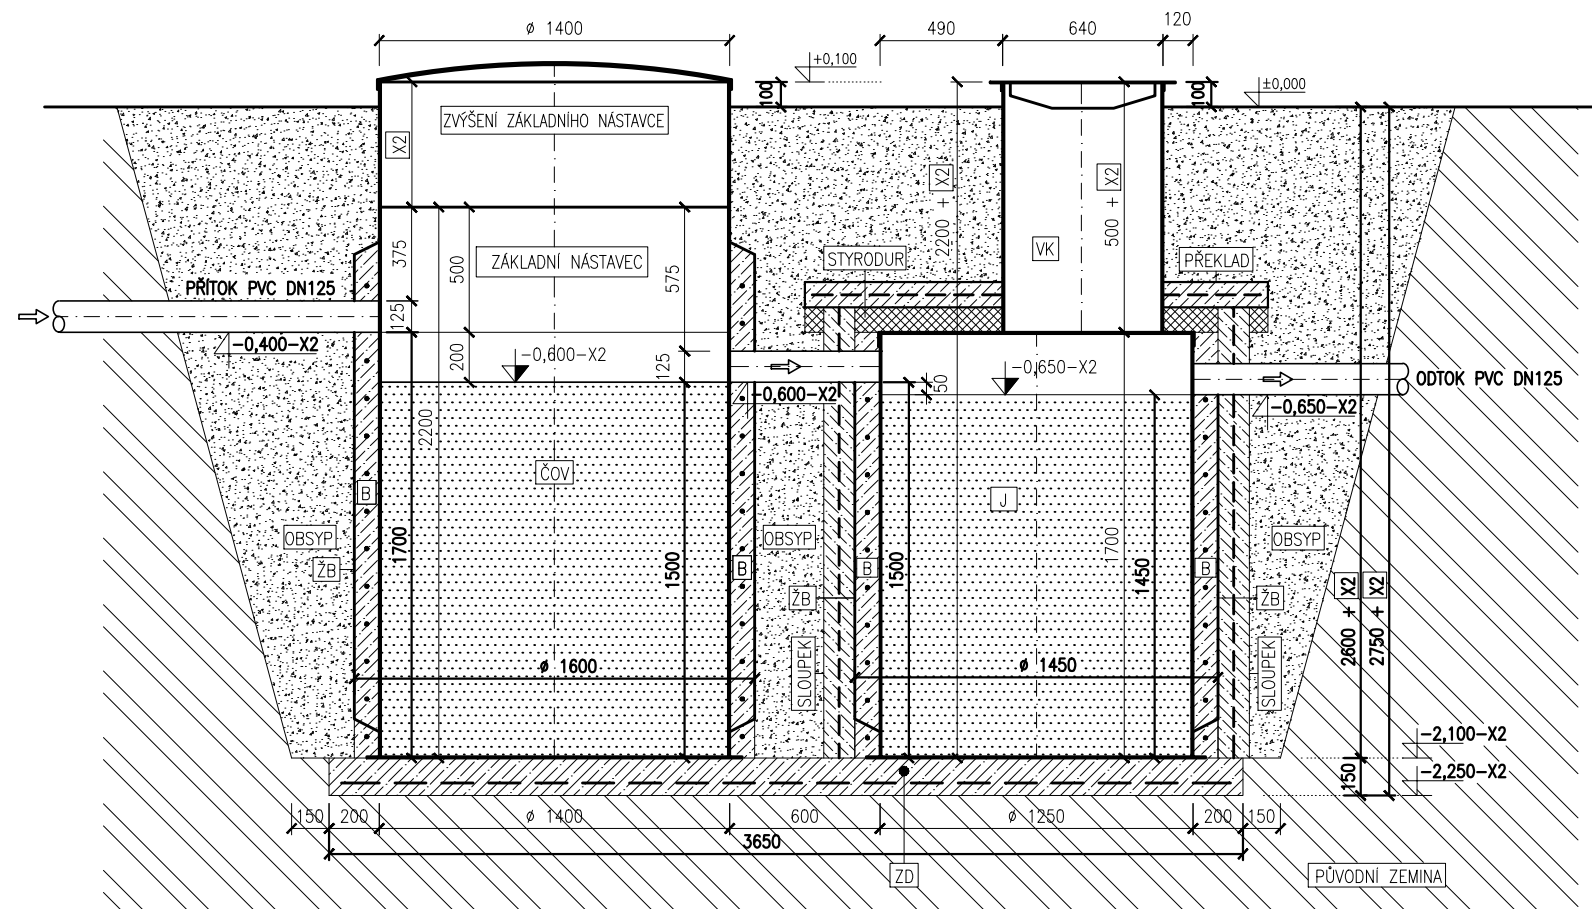 ø 1400
490
640
120
+0,100
±0,000
100
100
ZVÝŠENÍ ZÁKLADNÍHO NÁSTAVCE
X2
2200 + X2
500 + X2
VK
STYRODUR
PŘEKLAD
375
500
575
ZÁKLADNÍ NÁSTAVEC
PŘÍTOK PVC DN125
125
-0,400-X2
200
-0,600-X2
125
-0,600-X2
50
-0,650-X2
ODTOK PVC DN125
-0,650-X2
2200
ČOV
J
B
OBSYP
ŽB
1700
1500
B
OBSYP
ŽB
SLOUPEK
B
1500
1700
1450
B
OBSYP
ŽB
SLOUPEK
2600 + X2
2750 + X2
ø 1600
ø 1450
-2,100-X2
-2,250-X2
150
150
200
ø 1400
600
ø 1250
200
150
3650
ZD
PŮVODNÍ ZEMINA